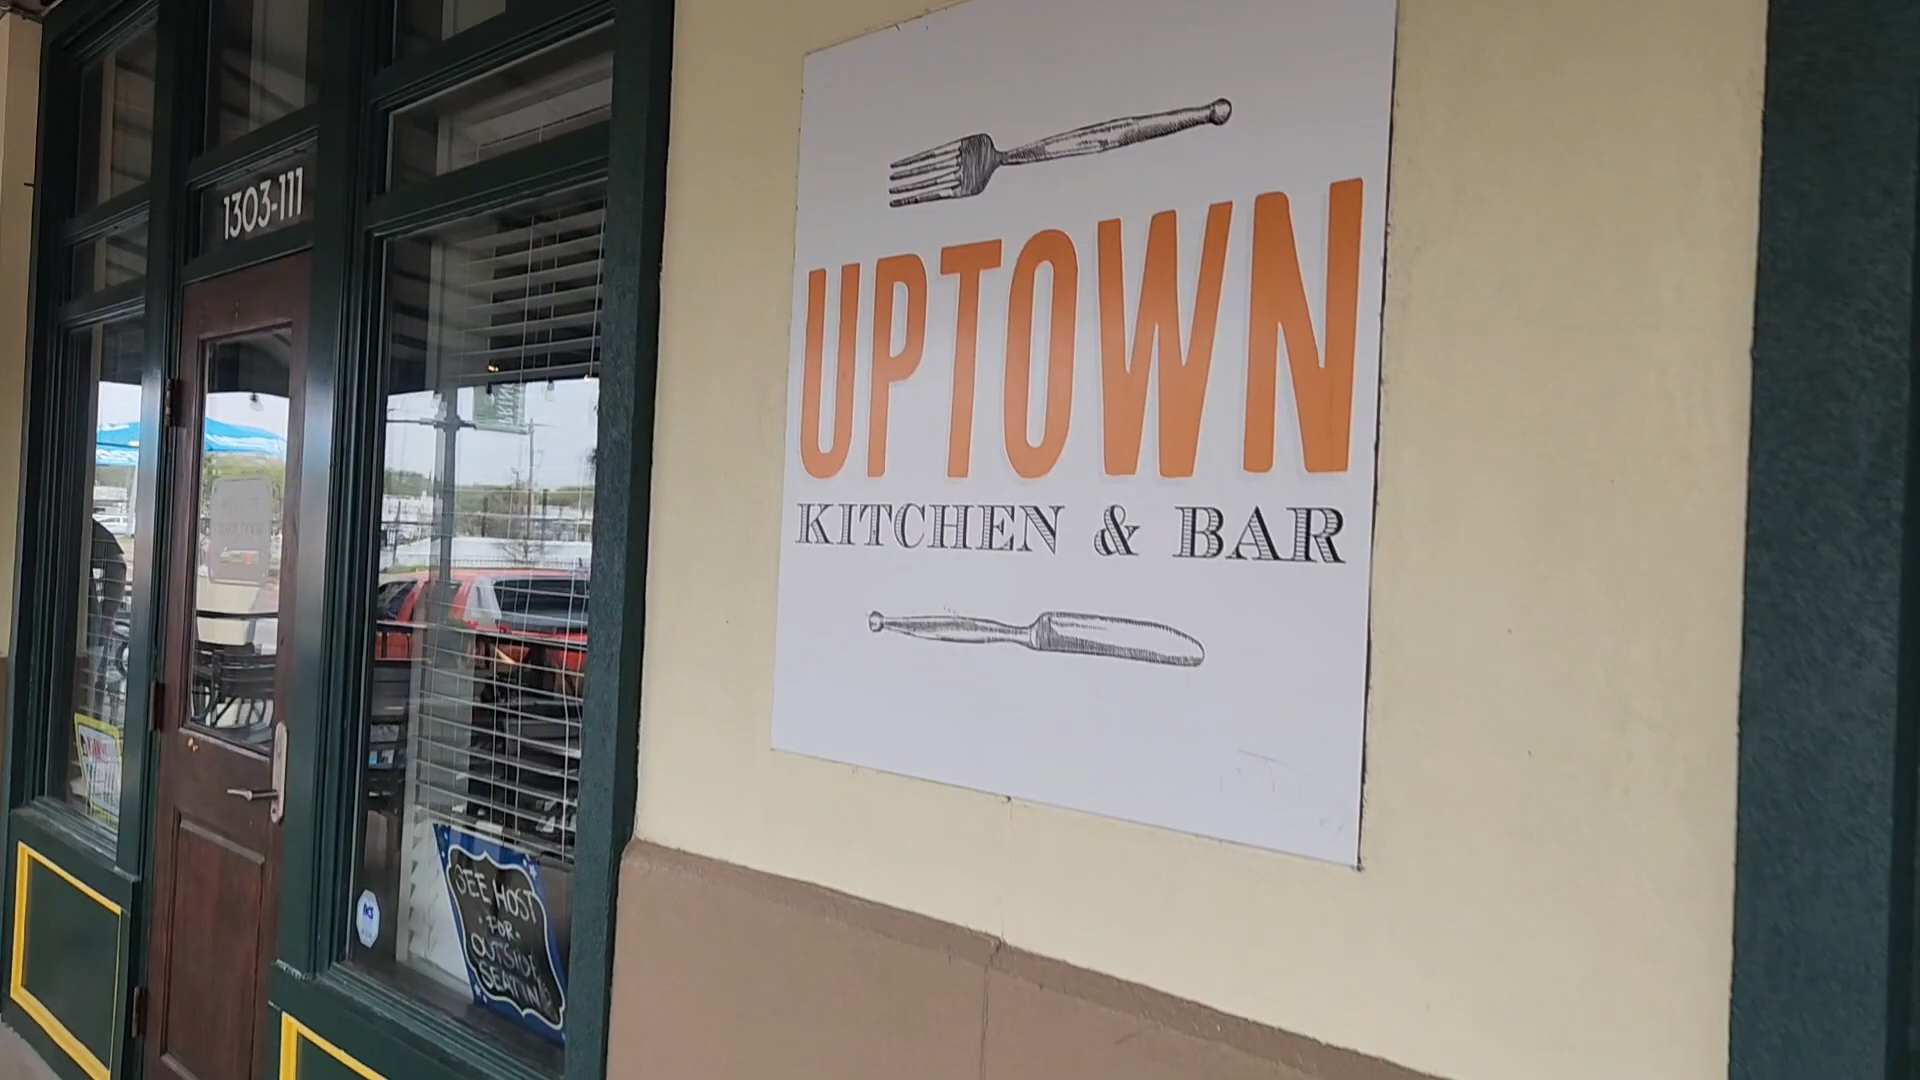 1303-111
UPTOWN
KITCHEN & BAR
SEE HOST
·FOR·
OUTSIDE
SEATING